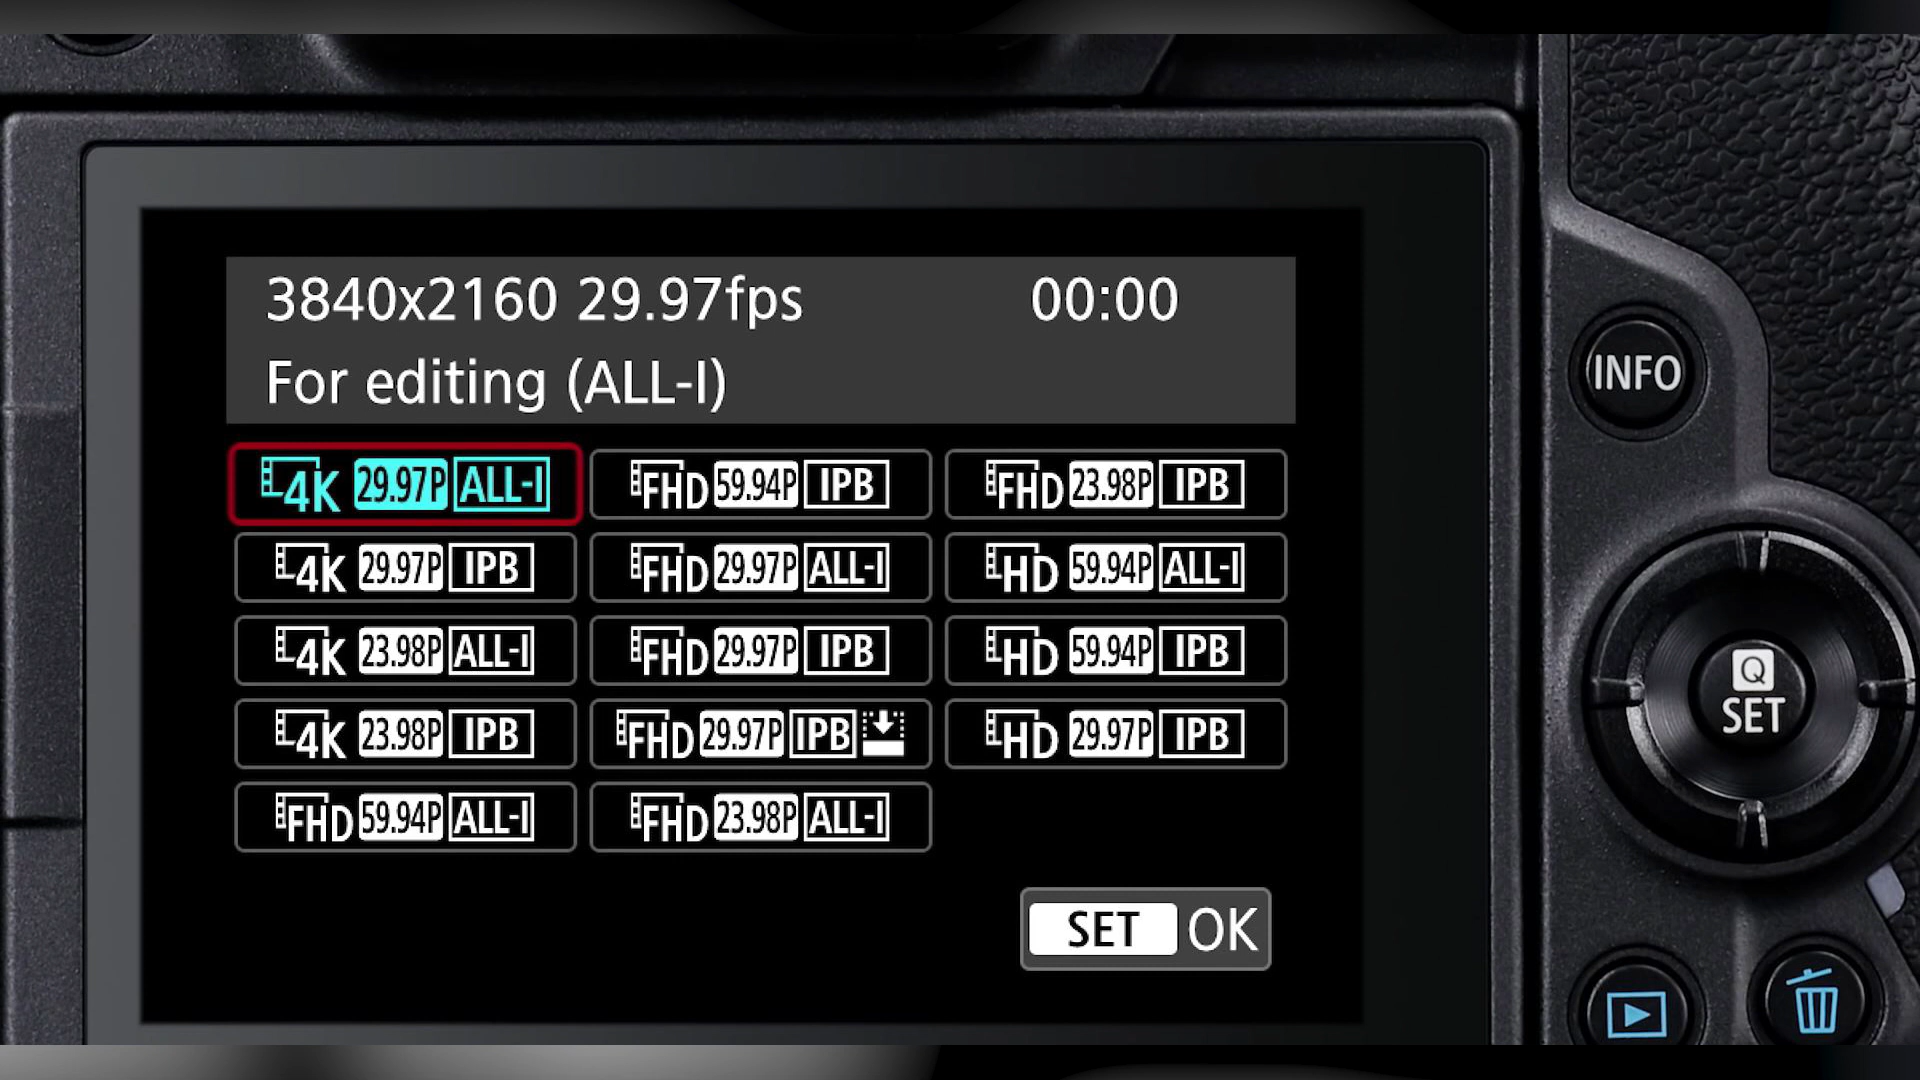 3840x2160 29.97fps 00:00
For editing (ALL-I)
4K 29.97P ALL-I FHD 59.94P IPB FHD 23.98P IPB
4K 29.97P IPB FHD 29.97P ALL-I HD 59.94P ALL-I
4K 23.98P ALL-I FHD 29.97P IPB HD 59.94P IPB
4K 23.98P IPB FHD 29.97P IPB HD 29.97P IPB
FHD 59.94P ALL-I FHD 23.98P ALL-I
SET OK
INFO
Q
SET